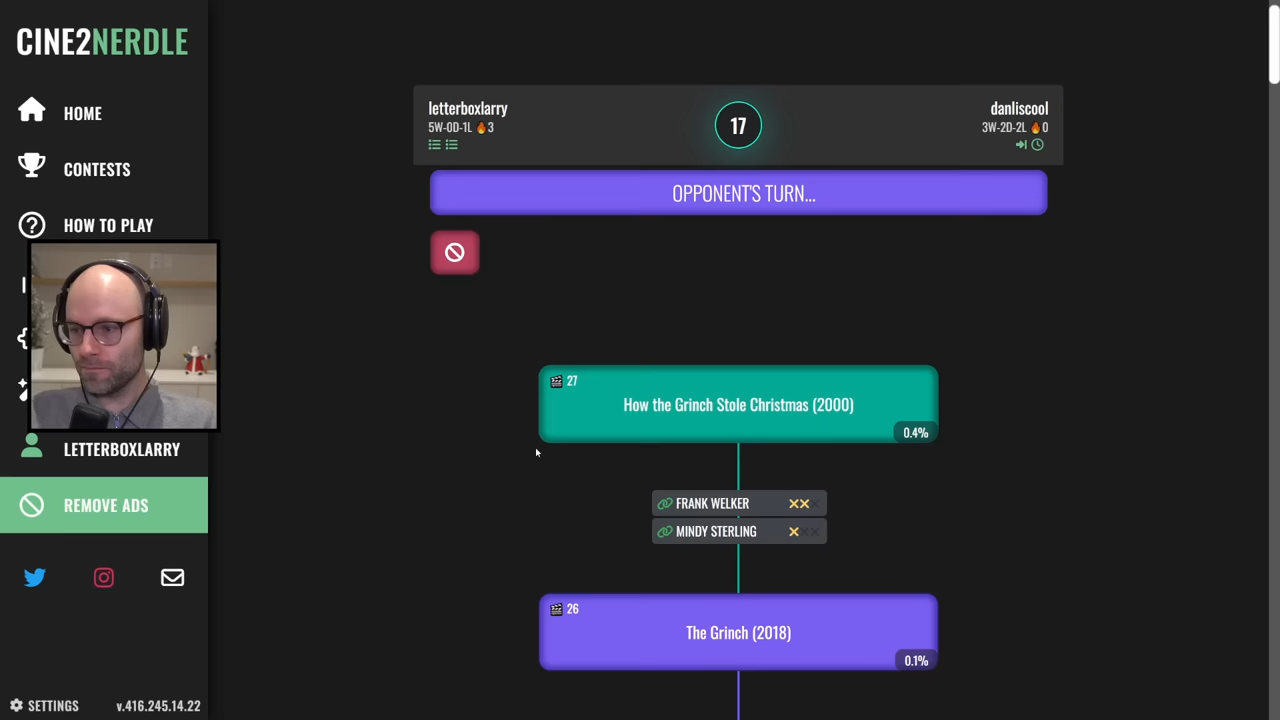 CINE2NERDLE
HOME
CONTESTS
HOW TO PLAY
LETTERBOXLARRY
REMOVE ADS
SETTINGS
v.416.245.14.22
letterboxlarry
5W-0D-1L 🔥3
17
danliscool
3W-2D-2L 🔥0
OPPONENT'S TURN...
27
How the Grinch Stole Christmas (2000)
0.4%
FRANK WELKER
MINDY STERLING
26
The Grinch (2018)
0.1%